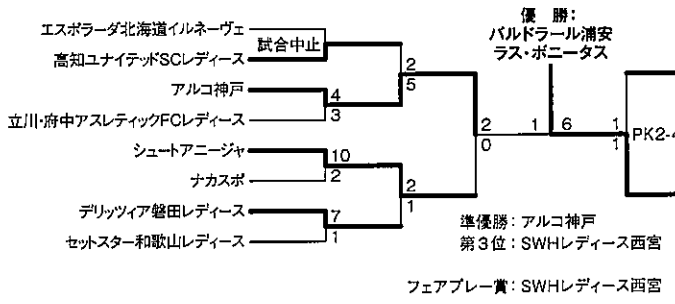 優　勝：
バルドラール浦安
ラス・ボニータス
エスポラーダ北海道イルネーヴェ
試合中止
高知ユナイテッドSCレディース
2
5
アルコ神戸
4
3
立川・府中アスレティックFCレディース
2
0
1
6
1
1
PK2-4
シュートアニージャ
10
2
ナカスポ
2
1
デリッツィア磐田レディース
7
1
セットスター和歌山レディース
準優勝：アルコ神戸
第3位：SWHレディース西宮
フェアプレー賞：SWHレディース西宮